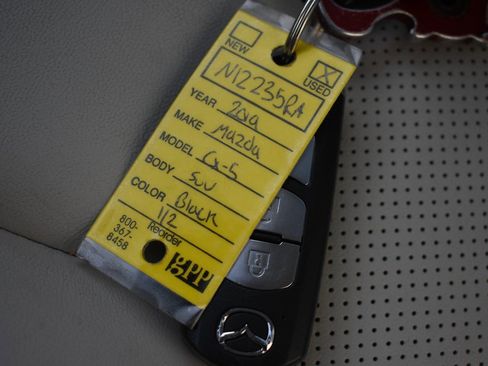 NEW
X
USED
N12235RA
YEAR
MAKE Mazda
MODEL CX-5
BODY SUV
COLOR Black
1/2
800-
367-
8458
Reorder
gpp